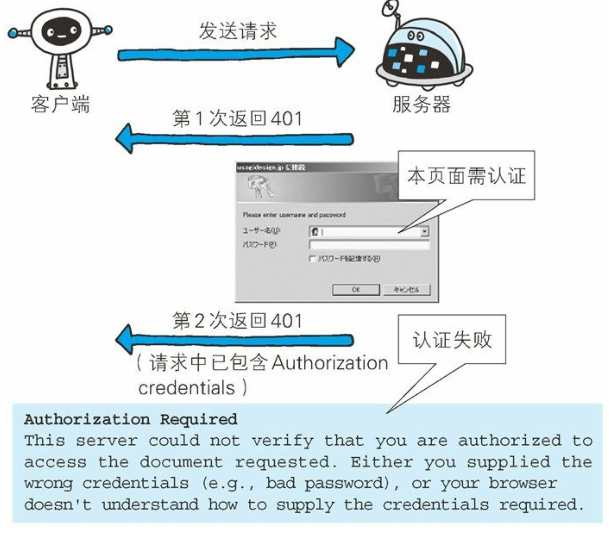 发送请求
客户端
服务器
第1次返回401
usagidesign.jp に接続
本页面需认证
Please enter username and password
ユーザー名(U):
パスワード(P):
パスワードを記憶する(R)
OK
キャンセル
第2次返回401
(请求中已包含Authorization
credentials)
认证失败
Authorization Required
This server could not verify that you are authorized to
access the document requested. Either you supplied the
wrong credentials (e.g., bad password), or your browser
doesn't understand how to supply the credentials required.